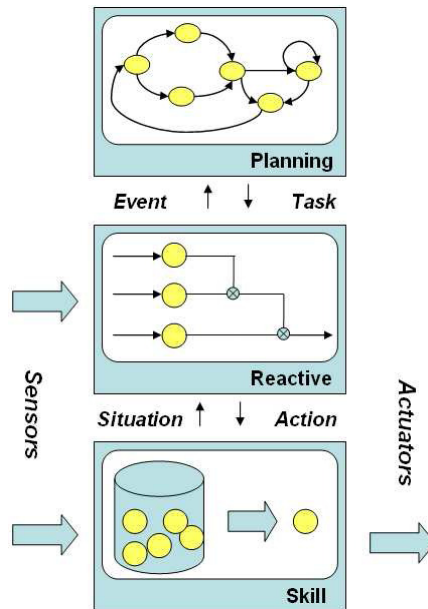 Planning
Event Task
Reactive
Sensors
Actuators
Situation Action
Skill